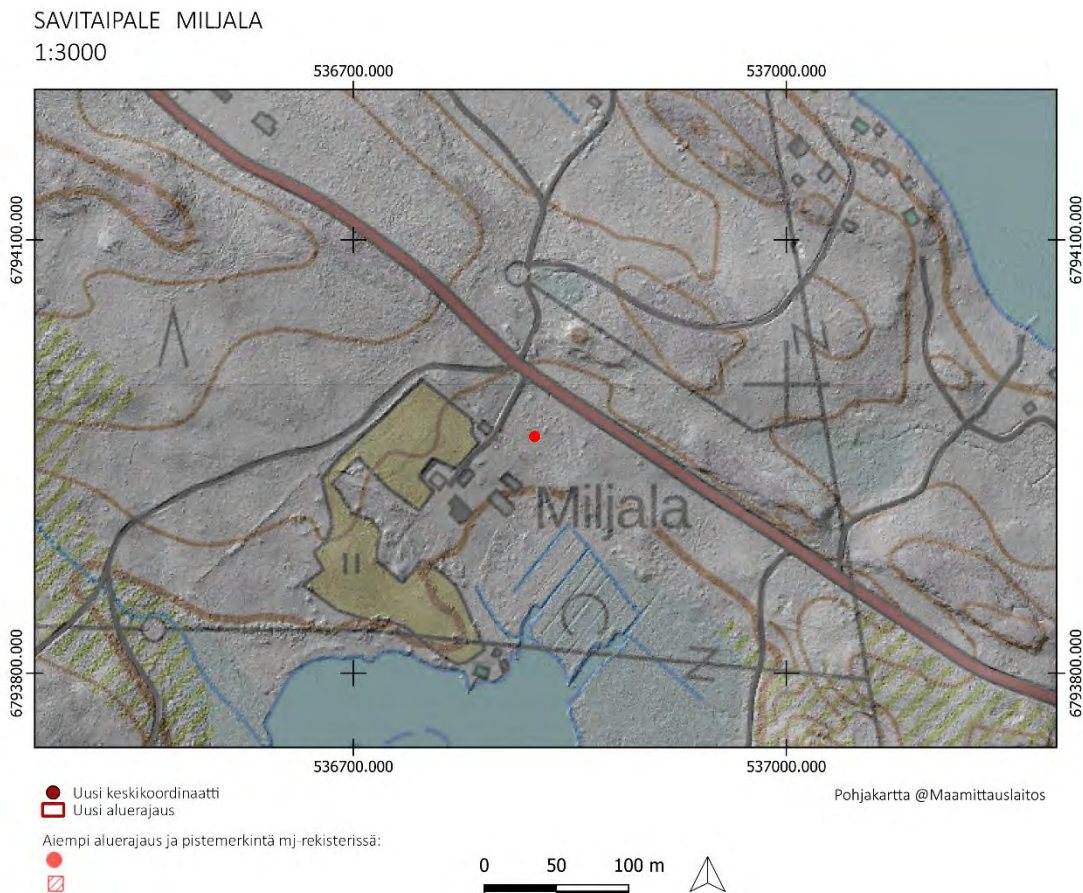 SAVITAIPALE MILJALA
1:3000
536700.000 537000.000
6794100.000 6794100.000
Miljala
6793800.000 6793800.000
536700.000 537000.000
Uusi keskikoordinaatti
Uusi aluerajaus
Pohjakartta @Maamittauslaitos
Aiempi aluerajaus ja pistemerkintä mj-rekisterissä:
0 50 100 m